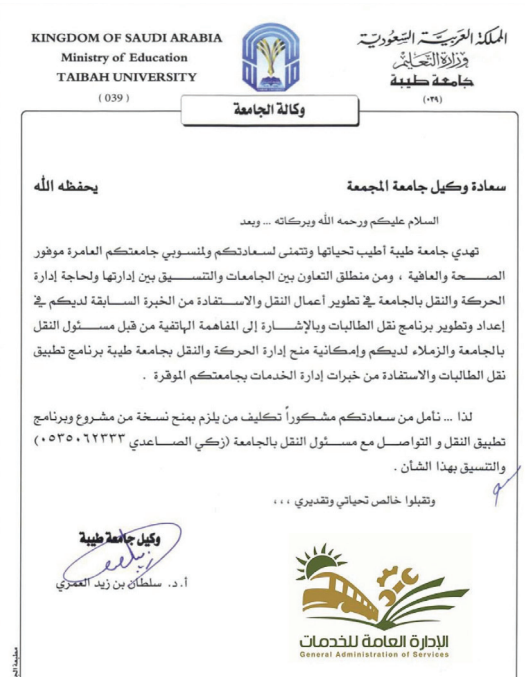 KINGDOM OF SAUDI ARABIA
Ministry of Education
TAIBAH UNIVERSITY
( 039 )
المملكة العربية السعودية
وزارة التعليم
جامعة طيبة
(٠٣٩)
وكالة الجامعة
سعادة وكيل جامعة المجمعة يحفظه الله
السلام عليكم ورحمه الله وبركاته ... وبعد
تهدي جامعة طيبة أطيب تحياتها وتتمنى لسعادتكم ولمنسوبي جامعتكم العامرة موفور
الصحة والعافية ، ومن منطلق التعاون بين الجامعات والتنسيق بين إدارتها ولحاجة إدارة
الحركة والنقل بالجامعة في تطوير أعمال النقل والاستفادة من الخبرة السابقة لديكم في
إعداد وتطوير برنامج نقل الطالبات وبالإشارة إلى المفاهمة الهاتفية من قبل مسئول النقل
بالجامعة والزملاء لديكم وإمكانية منح إدارة الحركة والنقل بجامعة طيبة برنامج تطبيق
نقل الطالبات والاستفادة من خبرات إدارة الخدمات بجامعتكم الموقرة .
لذا ... نأمل من سعادتكم مشكوراً تكليف من يلزم بمنح نسخة من مشروع وبرنامج
تطبيق النقل و التواصل مع مسئول النقل بالجامعة (زكي الصاعدي ٠٥٣٥٠٦٢٣٣٣)
والتنسيق بهذا الشأن .
وتقبلوا خالص تحياتي وتقديري ،،،
وكيل جامعة طيبة
أ.د. سلطان بن زيد العمري
الإدارة العامة للخدمات
General Administration of Services